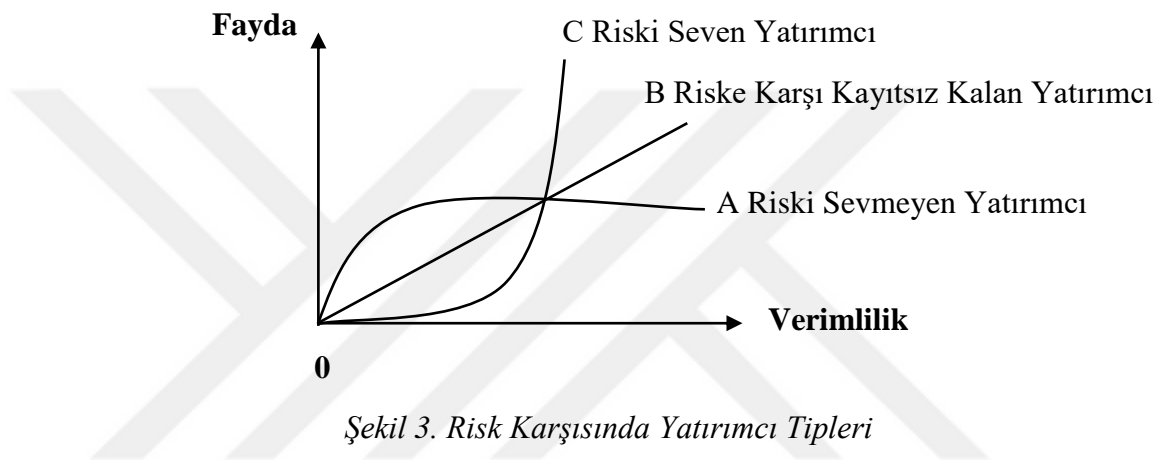 Fayda
C Riski Seven Yatırımcı
B Riske Karşı Kayıtsız Kalan Yatırımcı
A Riski Sevmeyen Yatırımcı
Verimlilik
0
Şekil 3. Risk Karşısında Yatırımcı Tipleri